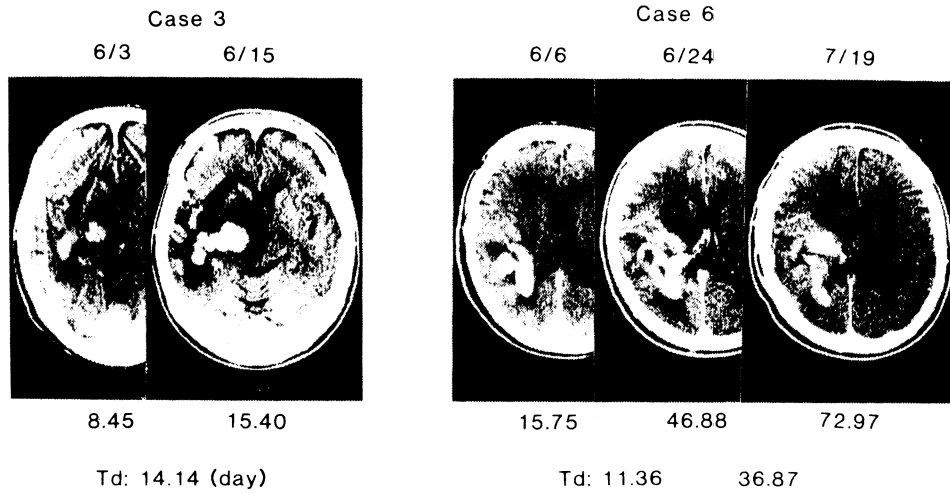 Case 3
6/3 6/15
8.45 15.40
Td: 14.14 (day)
Case 6
6/6 6/24 7/19
15.75 46.88 72.97
Td: 11.36 36.87